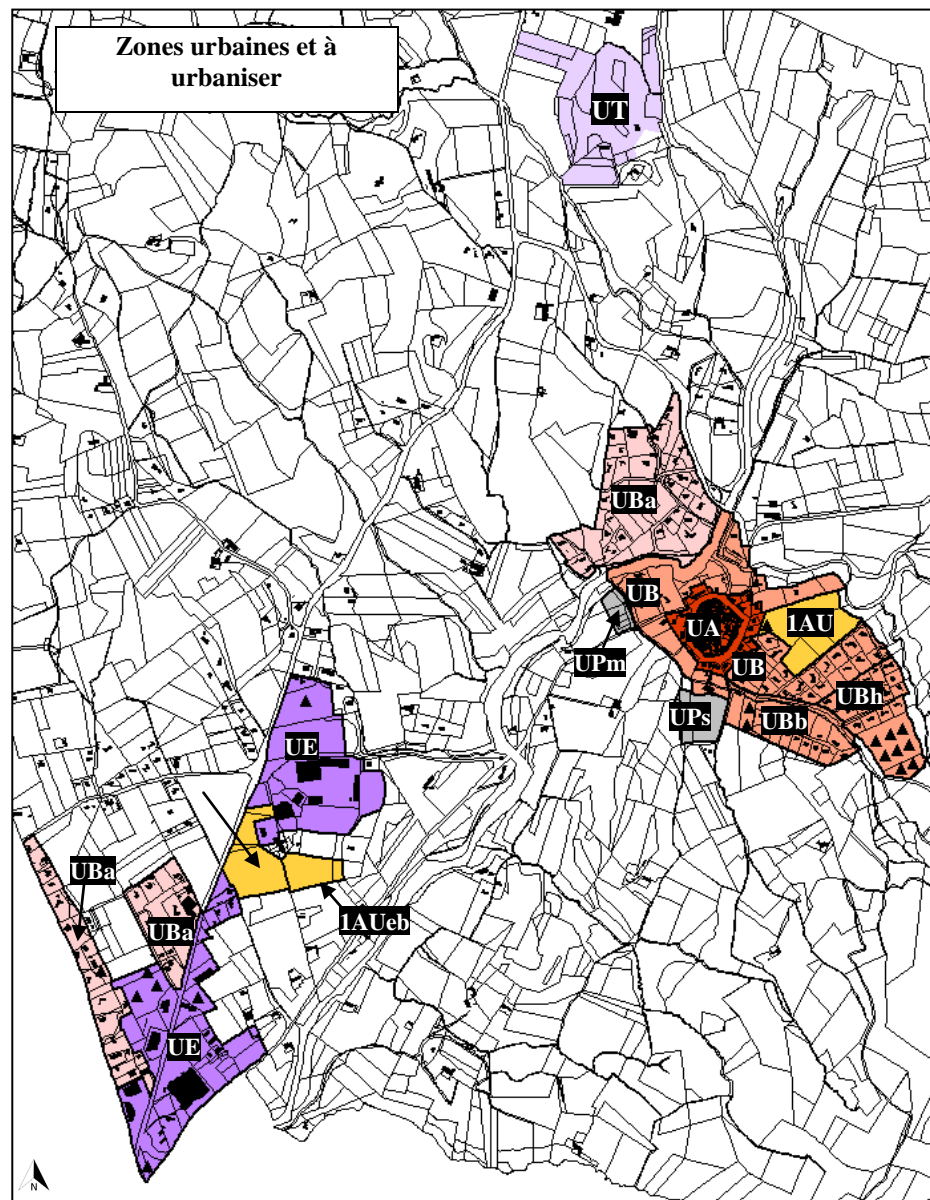 Zones urbaines et à
urbaniser
UT
UBa
UB
UA
1AU
UPm
UB
UBh
UPs
UBb
UE
UBa
UBa
1AUeb
UE
N